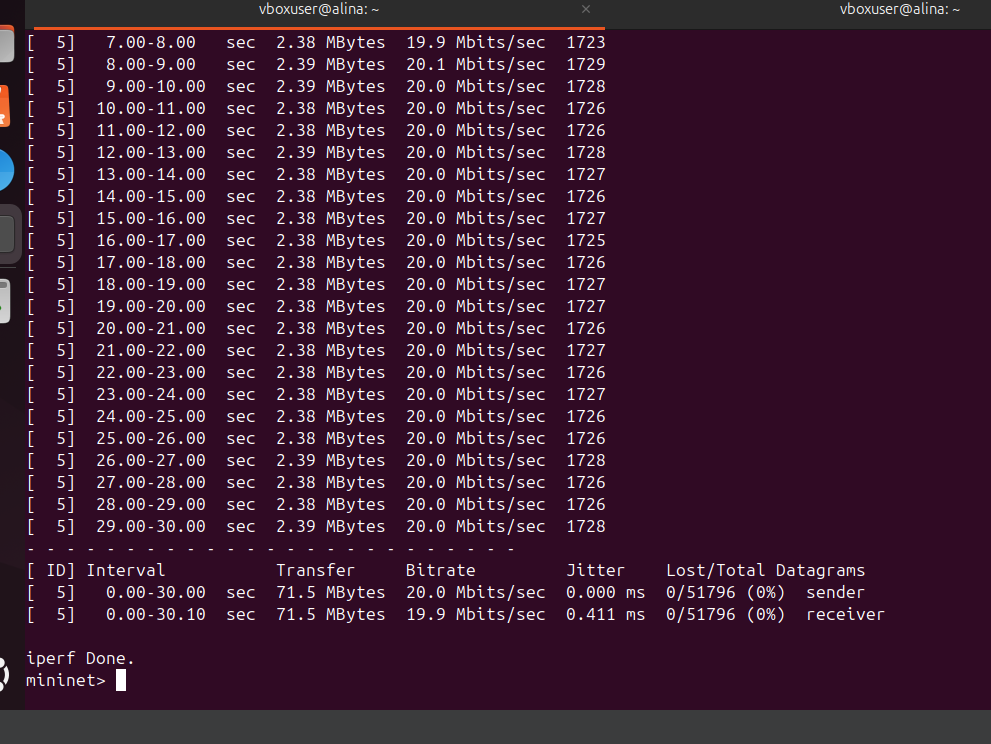 vboxuser@alina: ~ × vboxuser@alina: ~
[  5]   7.00-8.00   sec  2.38 MBytes  19.9 Mbits/sec  1723
[  5]   8.00-9.00   sec  2.39 MBytes  20.1 Mbits/sec  1729
[  5]   9.00-10.00  sec  2.39 MBytes  20.0 Mbits/sec  1728
[  5]  10.00-11.00  sec  2.38 MBytes  20.0 Mbits/sec  1726
[  5]  11.00-12.00  sec  2.38 MBytes  20.0 Mbits/sec  1726
[  5]  12.00-13.00  sec  2.39 MBytes  20.0 Mbits/sec  1728
[  5]  13.00-14.00  sec  2.38 MBytes  20.0 Mbits/sec  1727
[  5]  14.00-15.00  sec  2.38 MBytes  20.0 Mbits/sec  1726
[  5]  15.00-16.00  sec  2.38 MBytes  20.0 Mbits/sec  1727
[  5]  16.00-17.00  sec  2.38 MBytes  20.0 Mbits/sec  1725
[  5]  17.00-18.00  sec  2.38 MBytes  20.0 Mbits/sec  1726
[  5]  18.00-19.00  sec  2.38 MBytes  20.0 Mbits/sec  1727
[  5]  19.00-20.00  sec  2.38 MBytes  20.0 Mbits/sec  1727
[  5]  20.00-21.00  sec  2.38 MBytes  20.0 Mbits/sec  1726
[  5]  21.00-22.00  sec  2.38 MBytes  20.0 Mbits/sec  1727
[  5]  22.00-23.00  sec  2.38 MBytes  20.0 Mbits/sec  1726
[  5]  23.00-24.00  sec  2.38 MBytes  20.0 Mbits/sec  1727
[  5]  24.00-25.00  sec  2.38 MBytes  20.0 Mbits/sec  1726
[  5]  25.00-26.00  sec  2.38 MBytes  20.0 Mbits/sec  1726
[  5]  26.00-27.00  sec  2.39 MBytes  20.0 Mbits/sec  1728
[  5]  27.00-28.00  sec  2.38 MBytes  20.0 Mbits/sec  1726
[  5]  28.00-29.00  sec  2.38 MBytes  20.0 Mbits/sec  1726
[  5]  29.00-30.00  sec  2.39 MBytes  20.0 Mbits/sec  1728
- - - - - - - - - - - - - - - - - - - - - - - - -
[ ID] Interval           Transfer     Bitrate         Jitter    Lost/Total Datagrams
[  5]   0.00-30.00  sec  71.5 MBytes  20.0 Mbits/sec  0.000 ms  0/51796 (0%)  sender
[  5]   0.00-30.10  sec  71.5 MBytes  19.9 Mbits/sec  0.411 ms  0/51796 (0%)  receiver
iperf Done.
mininet>